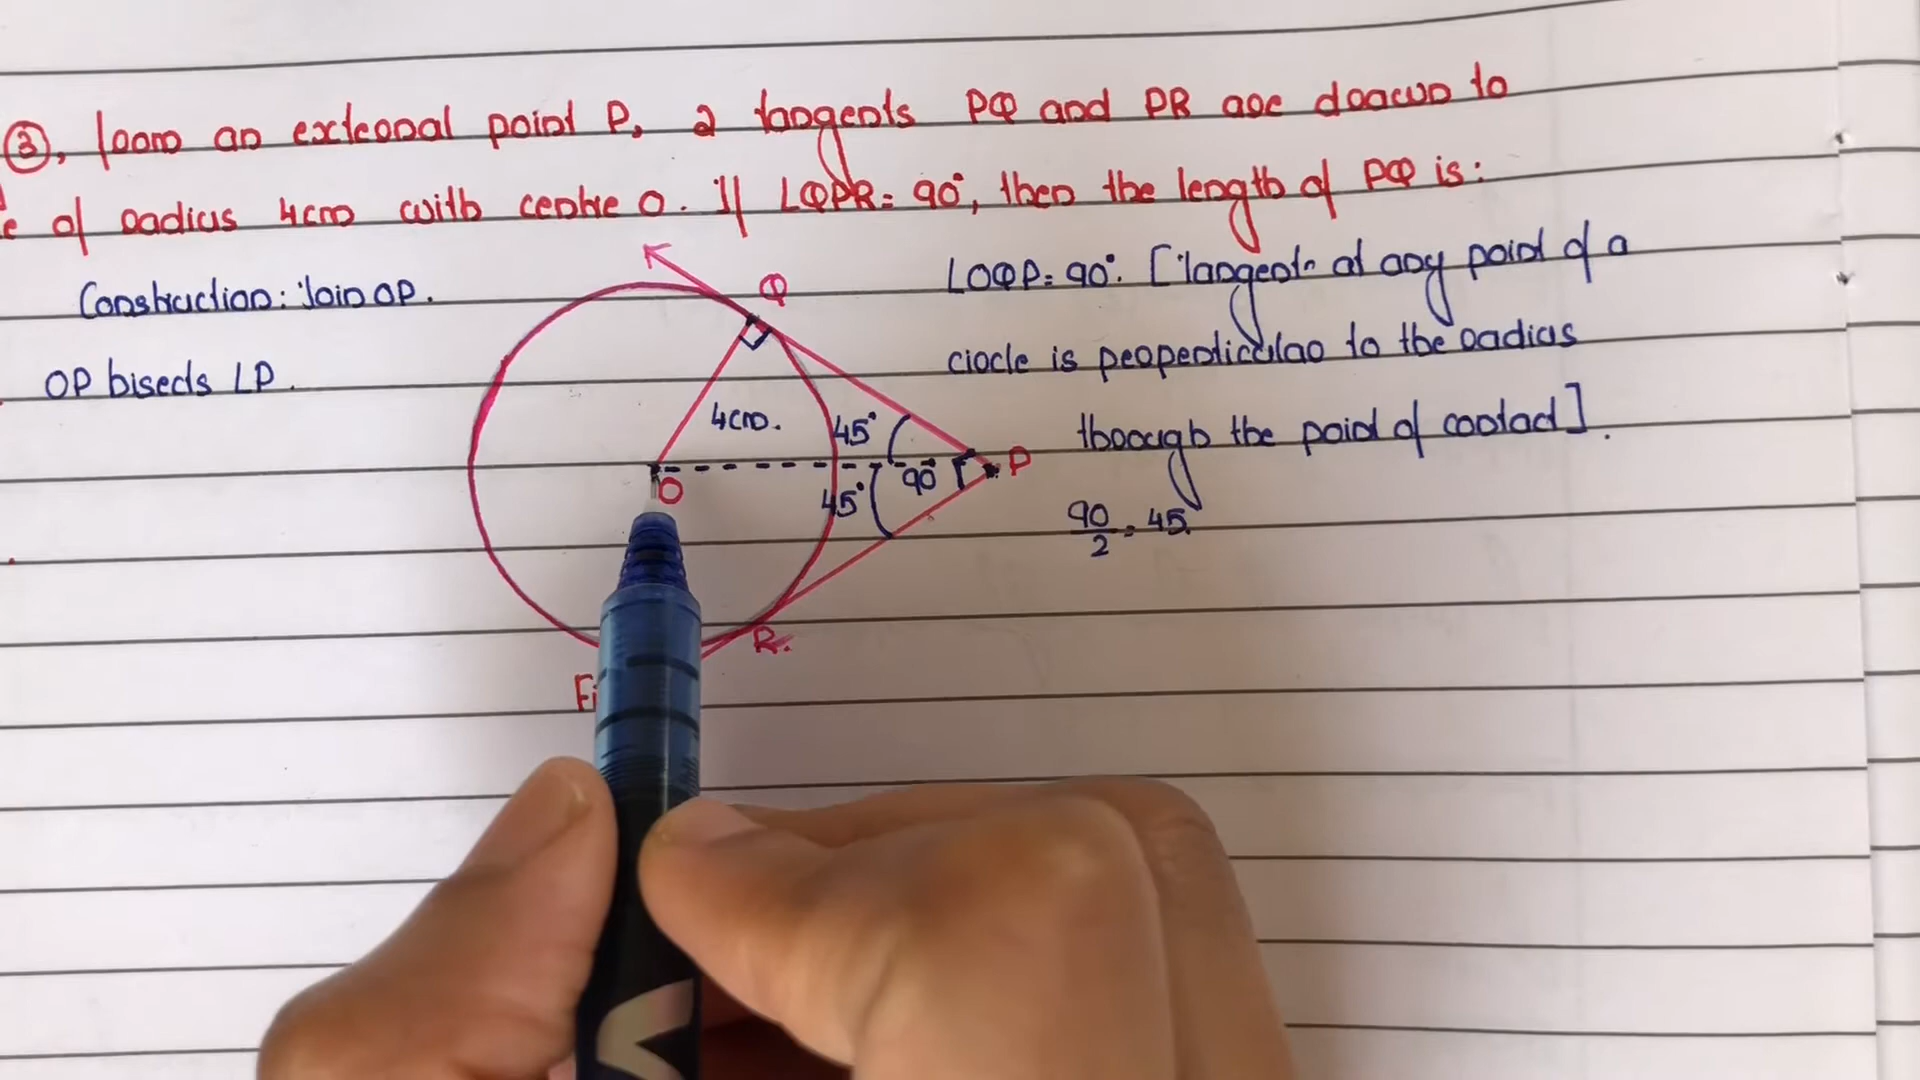 ③, from an external point P, 2 tangents PQ and PR are drawn to
e of radius 4cm with centre O. If ∠QPR = 90°, then the length of PQ is:
Construction: Join OP.
OP bisects ∠P.
∠OQP = 90°. [Tangent at any point of a
circle is perpendicular to the radius
through the point of contact].
90/2 = 45.
Q
4cm.
45°
90°
P
O
45°
R.
Fi